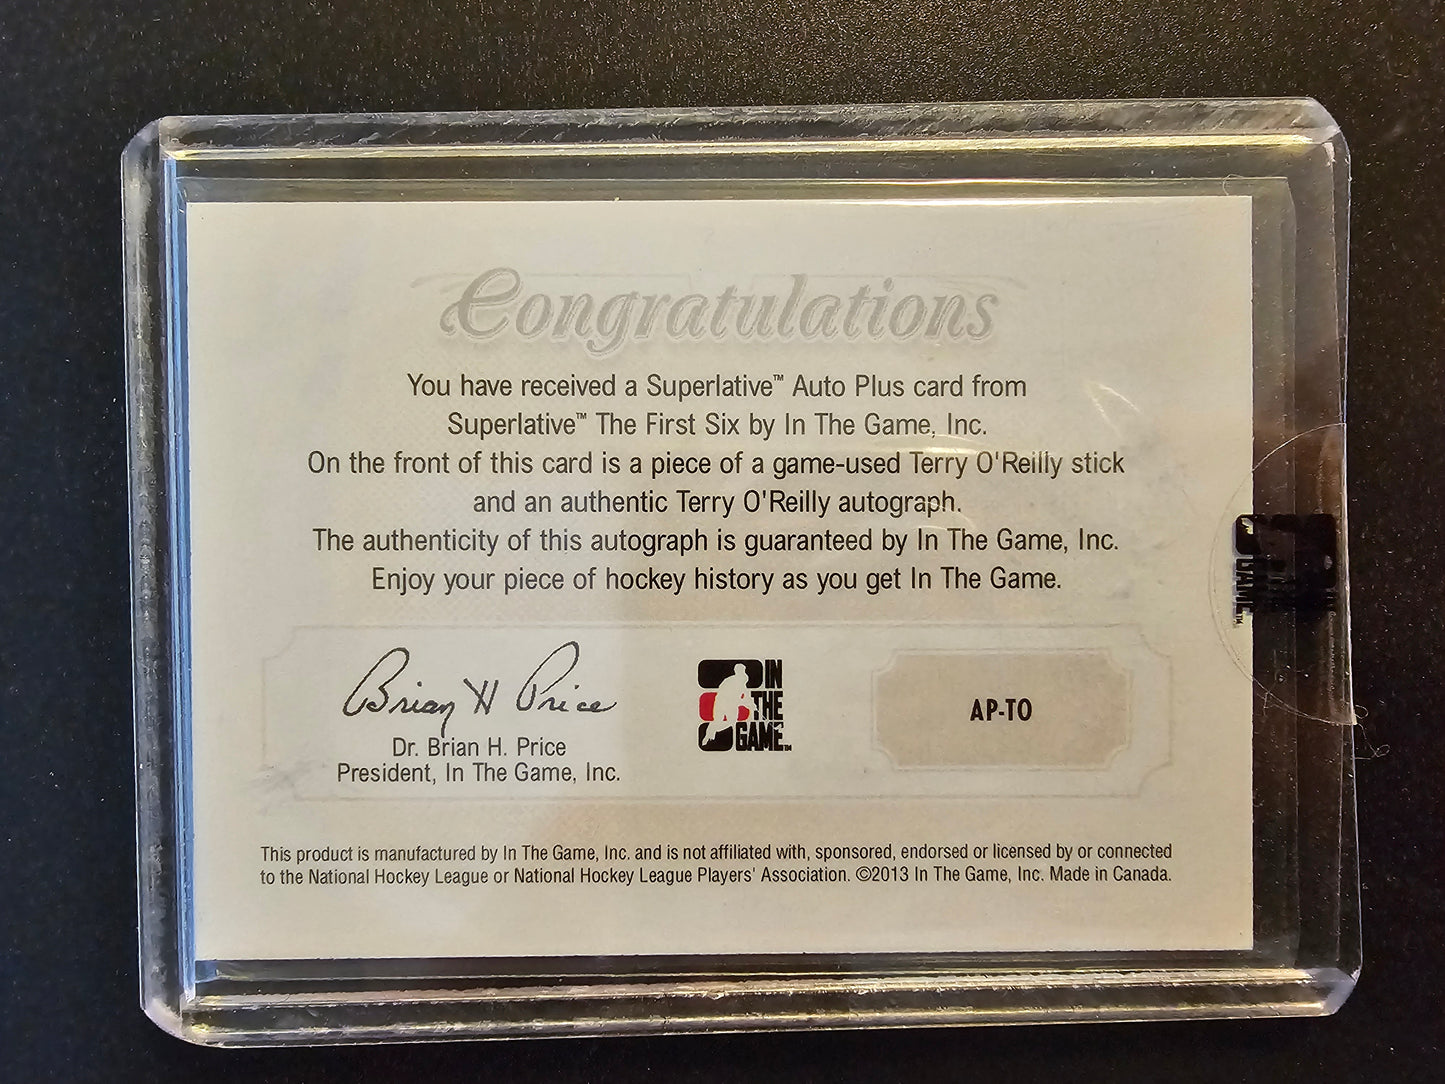 Congratulations
You have received a Superlative™ Auto Plus card from
Superlative™ The First Six by In The Game, Inc.
On the front of this card is a piece of a game-used Terry O'Reilly stick
and an authentic Terry O'Reilly autograph.
The authenticity of this autograph is guaranteed by In The Game, Inc.
Enjoy your piece of hockey history as you get In The Game.
Brian H Price
Dr. Brian H. Price
President, In The Game, Inc.
IN
THE
GAME™
AP-TO
This product is manufactured by In The Game, Inc. and is not affiliated with, sponsored, endorsed or licensed by or connected
to the National Hockey League or National Hockey League Players' Association. ©2013 In The Game, Inc. Made in Canada.
GAME™